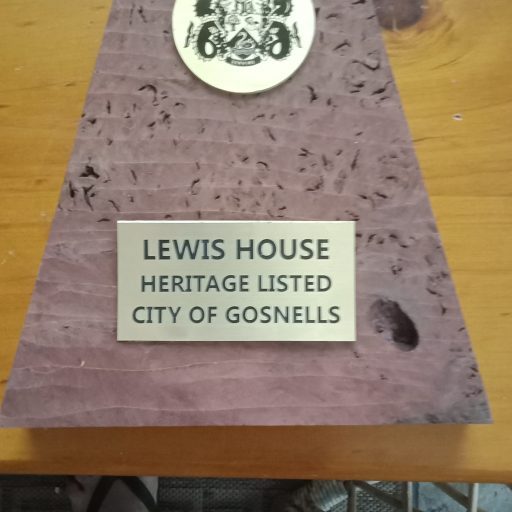 LEWIS HOUSE
HERITAGE LISTED
CITY OF GOSNELLS